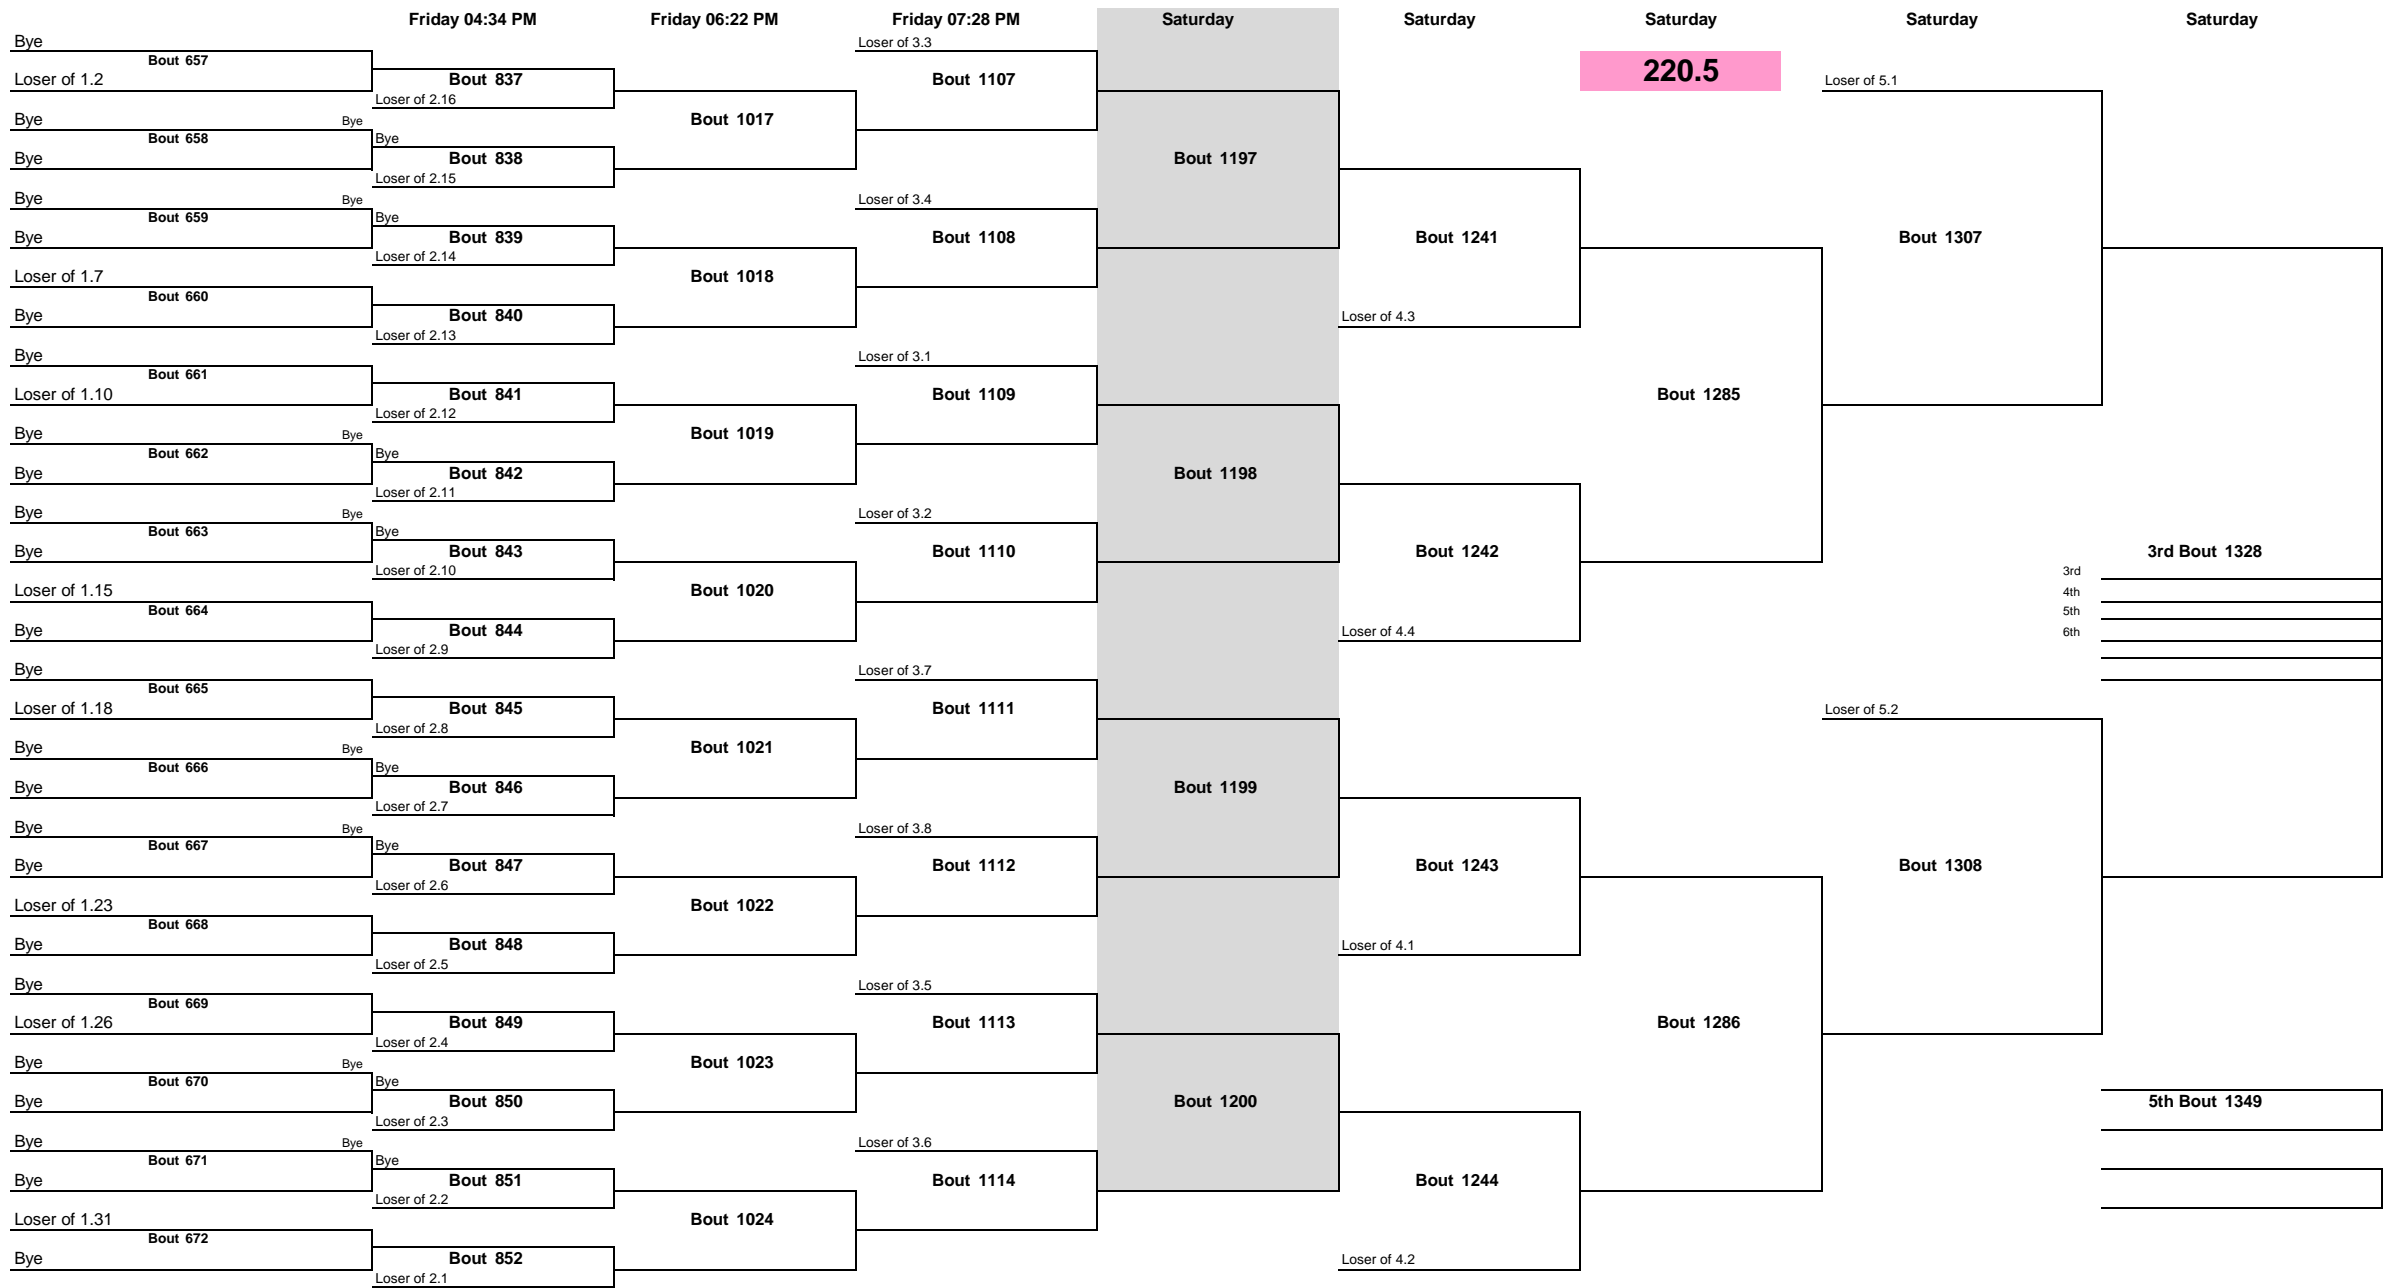 Friday 04:34 PM Friday 06:22 PM Friday 07:28 PM Saturday Saturday Saturday Saturday Saturday
Bye Loser of 3.3
Bout 657
Loser of 1.2 Bout 837 Bout 1107 220.5 Loser of 5.1
Loser of 2.16
Bye Bye Bout 1017
Bout 658 Bye
Bye Bout 838 Bout 1197
Loser of 2.15
Bye Bye Loser of 3.4
Bout 659 Bye
Bye Bout 839 Bout 1108 Bout 1241 Bout 1307
Loser of 2.14
Loser of 1.7 Bout 1018
Bout 660
Bye Bout 840 Loser of 4.3
Loser of 2.13
Bye Loser of 3.1
Bout 661
Loser of 1.10 Bout 841 Bout 1109 Bout 1285
Loser of 2.12
Bye Bye Bout 1019
Bout 662 Bye
Bye Bout 842 Bout 1198
Loser of 2.11
Bye Bye Loser of 3.2
Bout 663 Bye
Bye Bout 843 Bout 1110 Bout 1242 3rd Bout 1328
Loser of 2.10 3rd
Loser of 1.15 Bout 1020 4th
Bout 664 5th
Bye Bout 844 Loser of 4.4 6th
Loser of 2.9
Bye Loser of 3.7
Bout 665
Loser of 1.18 Bout 845 Bout 1111 Loser of 5.2
Loser of 2.8
Bye Bye Bout 1021
Bout 666 Bye
Bye Bout 846 Bout 1199
Loser of 2.7
Bye Bye Loser of 3.8
Bout 667 Bye
Bye Bout 847 Bout 1112 Bout 1243 Bout 1308
Loser of 2.6
Loser of 1.23 Bout 1022
Bout 668
Bye Bout 848 Loser of 4.1
Loser of 2.5
Bye Loser of 3.5
Bout 669
Loser of 1.26 Bout 849 Bout 1113 Bout 1286
Loser of 2.4
Bye Bye Bout 1023
Bout 670 Bye
Bye Bout 850 Bout 1200 5th Bout 1349
Loser of 2.3
Bye Bye Loser of 3.6
Bout 671 Bye
Bye Bout 851 Bout 1114 Bout 1244
Loser of 2.2
Loser of 1.31 Bout 1024
Bout 672
Bye Bout 852 Loser of 4.2
Loser of 2.1